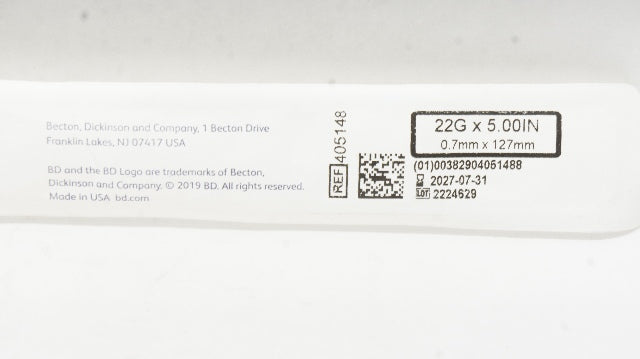 Becton, Dickinson and Company, 1 Becton Drive
Franklin Lakes, NJ 07417 USA
BD and the BD Logo are trademarks of Becton,
Dickinson and Company. © 2019 BD. All rights reserved.
Made in USA bd.com
REF 405148
22G x 5.00IN
0.7mm x 127mm
(01)00382904051488
2027-07-31
LOT 2224629